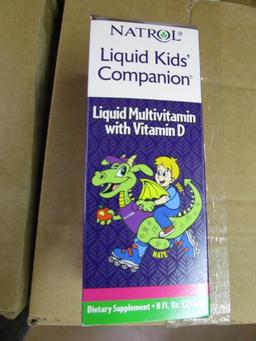 NATROL®
Liquid Kids'
Companion®
Liquid Multivitamin
with Vitamin D
NATE
Dietary Supplement • 8 Fl. Oz.